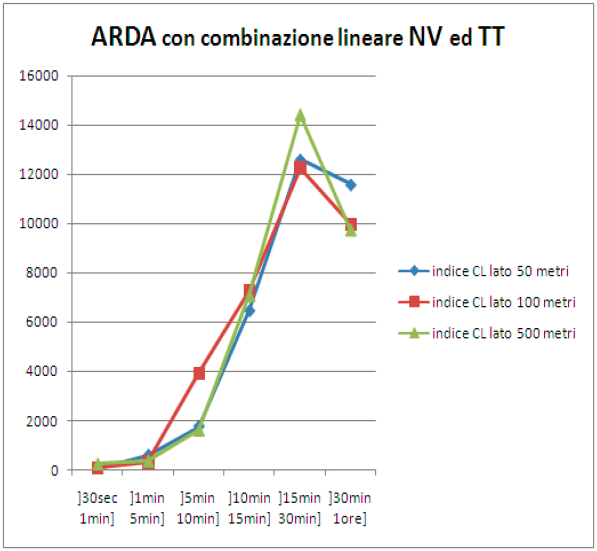 ARDA con combinazione lineare NV ed TT
16000
14000
12000
10000
8000
6000
4000
2000
0
]30sec 1min]
]1min 5min]
]5min 10min]
]10min 15min]
]15min 30min]
]30min 1ore]
indice CL lato 50 metri
indice CL lato 100 metri
indice CL lato 500 metri